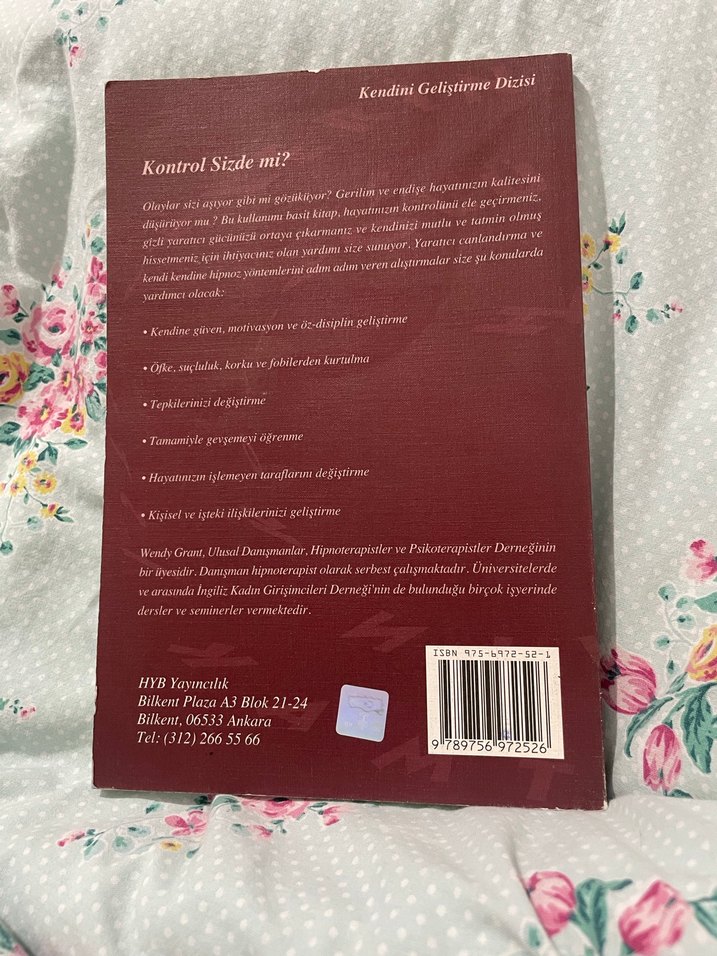 Kendini Geliştirme Dizisi
Kontrol Sizde mi?
Olaylar sizi aşıyor gibi mi gözüküyor? Gerilim ve endişe hayatınızın kalitesini
düşürüyor mu ? Bu kullanımı basit kitap, hayatınızın kontrolünü ele geçirmeniz,
gizli yaratıcı gücünüzü ortaya çıkarmanız ve kendinizi mutlu ve tatmin olmuş
hissetmeniz için ihtiyacınız olan yardımı size sunuyor. Yaratıcı canlandırma ve
kendi kendine hipnoz yöntemlerini adım adım veren alıştırmalar size şu konularda
yardımcı olacak:
• Kendine güven, motivasyon ve öz-disiplin geliştirme
• Öfke, suçluluk, korku ve fobilerden kurtulma
• Tepkilerinizi değiştirme
• Tamamiyle gevşemeyi öğrenme
• Hayatınızın işlemeyen taraflarını değiştirme
• Kişisel ve işteki ilişkilerinizi geliştirme
Wendy Grant, Ulusal Danışmanlar, Hipnoterapistler ve Psikoterapistler Derneğinin
bir üyesidir. Danışman hipnoterapist olarak serbest çalışmaktadır. Üniversitelerde
ve arasında İngiliz Kadın Girişimcileri Derneği'nin de bulunduğu birçok işyerinde
dersler ve seminerler vermektedir.
HYB Yayıncılık
Bilkent Plaza A3 Blok 21-24
Bilkent, 06533 Ankara
Tel: (312) 266 55 66
ISBN 975-6972-52-1
9 789756 972526